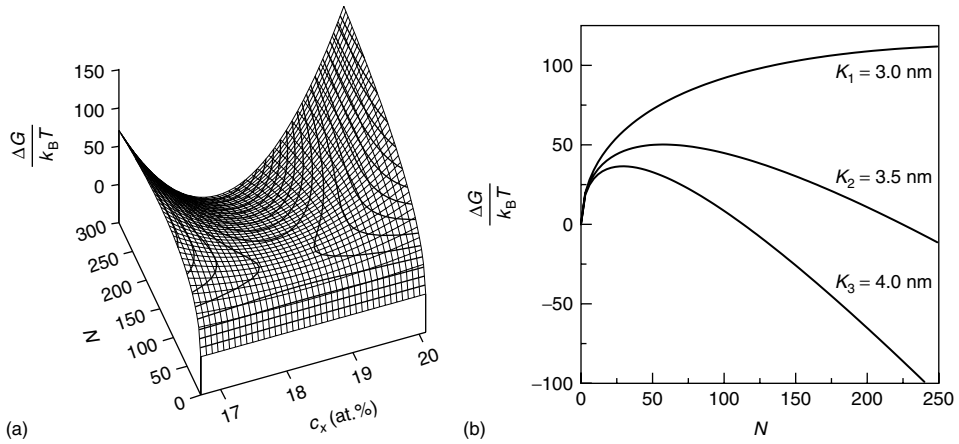 150
100
50
0
ΔG
k_B T
300
250
200
150
100
50
0
N
17
18
19
20
c_x (at.%)
(a)
100
50
0
−50
−100
ΔG
k_B T
K_1 = 3.0 nm
K_2 = 3.5 nm
K_3 = 4.0 nm
0
50
100
150
200
250
N
(b)